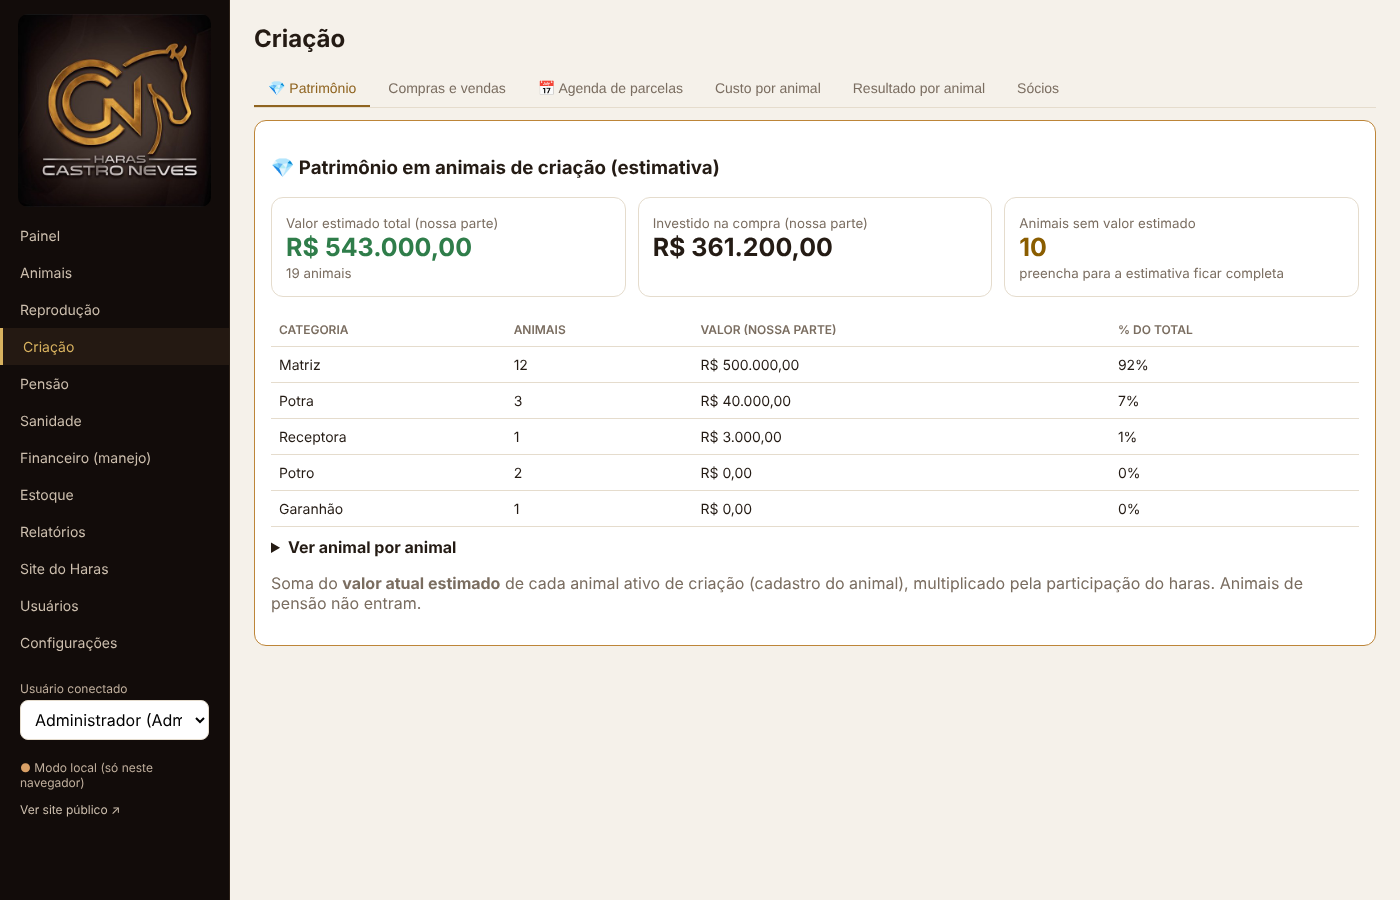 CN
HARAS
CASTRO NEVES
Painel
Animais
Reprodução
Criação
Pensão
Sanidade
Financeiro (manejo)
Estoque
Relatórios
Site do Haras
Usuários
Configurações
Usuário conectado
Administrador (Adm
Modo local (só neste
navegador)
Ver site público ↗
Criação
💎 Patrimônio
Compras e vendas
📅 Agenda de parcelas
Custo por animal
Resultado por animal
Sócios
💎 Patrimônio em animais de criação (estimativa)
Valor estimado total (nossa parte)
R$ 543.000,00
19 animais
Investido na compra (nossa parte)
R$ 361.200,00
Animais sem valor estimado
10
preencha para a estimativa ficar completa
CATEGORIA ANIMAIS VALOR (NOSSA PARTE) % DO TOTAL
Matriz 12 R$ 500.000,00 92%
Potra 3 R$ 40.000,00 7%
Receptora 1 R$ 3.000,00 1%
Potro 2 R$ 0,00 0%
Garanhão 1 R$ 0,00 0%
▶ Ver animal por animal
Soma do valor atual estimado de cada animal ativo de criação (cadastro do animal), multiplicado pela participação do haras. Animais de
pensão não entram.